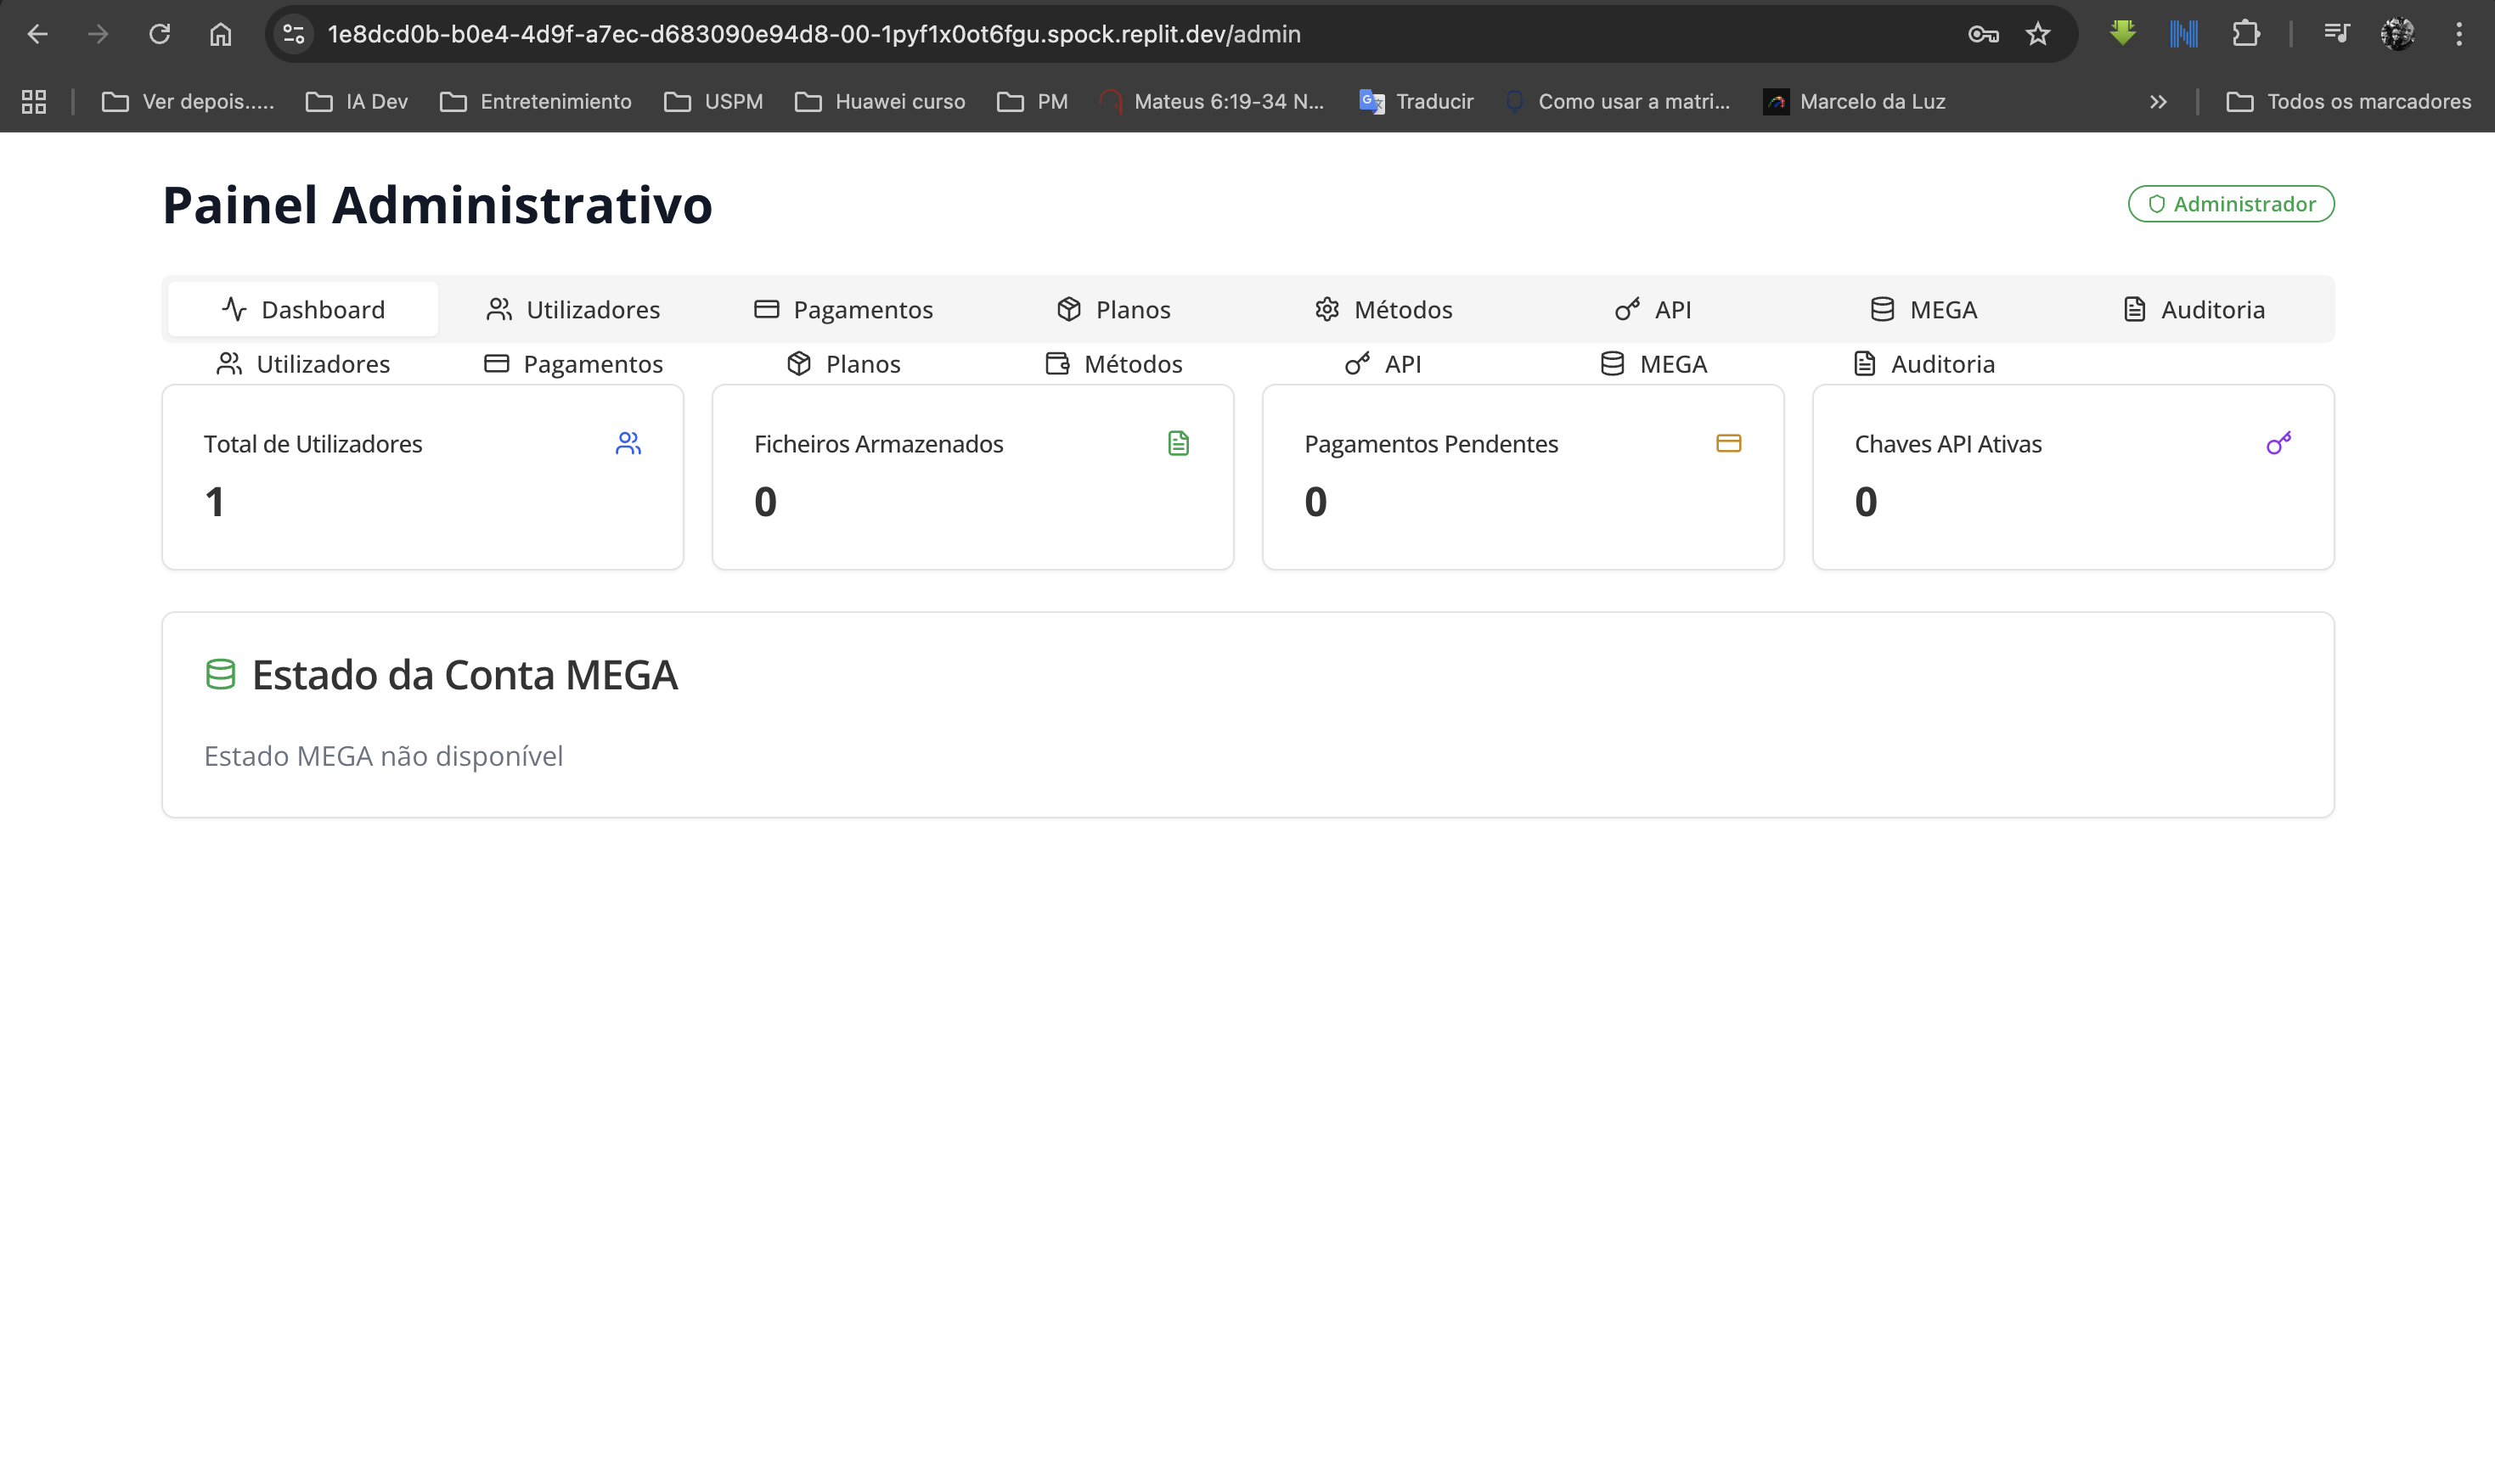 1e8dcd0b-b0e4-4d9f-a7ec-d683090e94d8-00-1pyf1x0ot6fgu.spock.replit.dev/admin
Ver depois..... IA Dev Entretenimiento USPM Huawei curso PM Mateus 6:19-34 N... Traducir Como usar a matri... Marcelo da Luz Todos os marcadores
Painel Administrativo Administrador
Dashboard Utilizadores Pagamentos Planos Métodos API MEGA Auditoria
Utilizadores Pagamentos Planos Métodos API MEGA Auditoria
Total de Utilizadores Ficheiros Armazenados Pagamentos Pendentes Chaves API Ativas
1 0 0 0
Estado da Conta MEGA
Estado MEGA não disponível